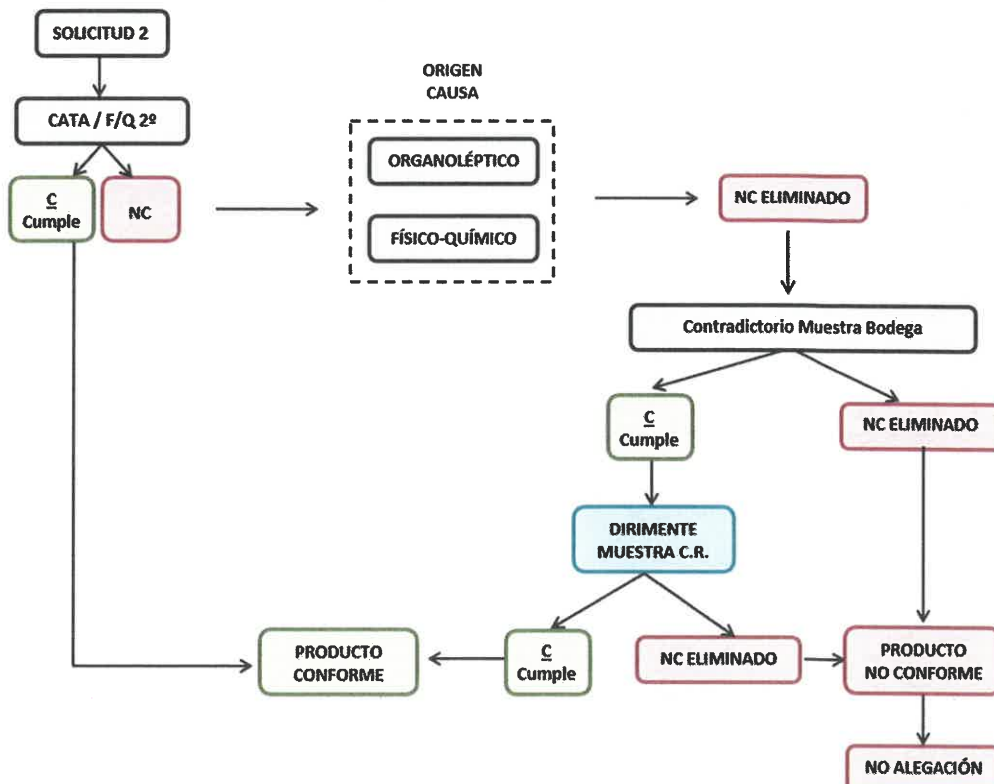 SOLICITUD 2
CATA / F/Q 2º
C
Cumple
NC
ORIGEN
CAUSA
ORGANOLÉPTICO
FÍSICO-QUÍMICO
NC ELIMINADO
Contradictorio Muestra Bodega
C
Cumple
NC ELIMINADO
DIRIMENTE
MUESTRA C.R.
PRODUCTO
CONFORME
C
Cumple
NC ELIMINADO
PRODUCTO
NO CONFORME
NO ALEGACIÓN